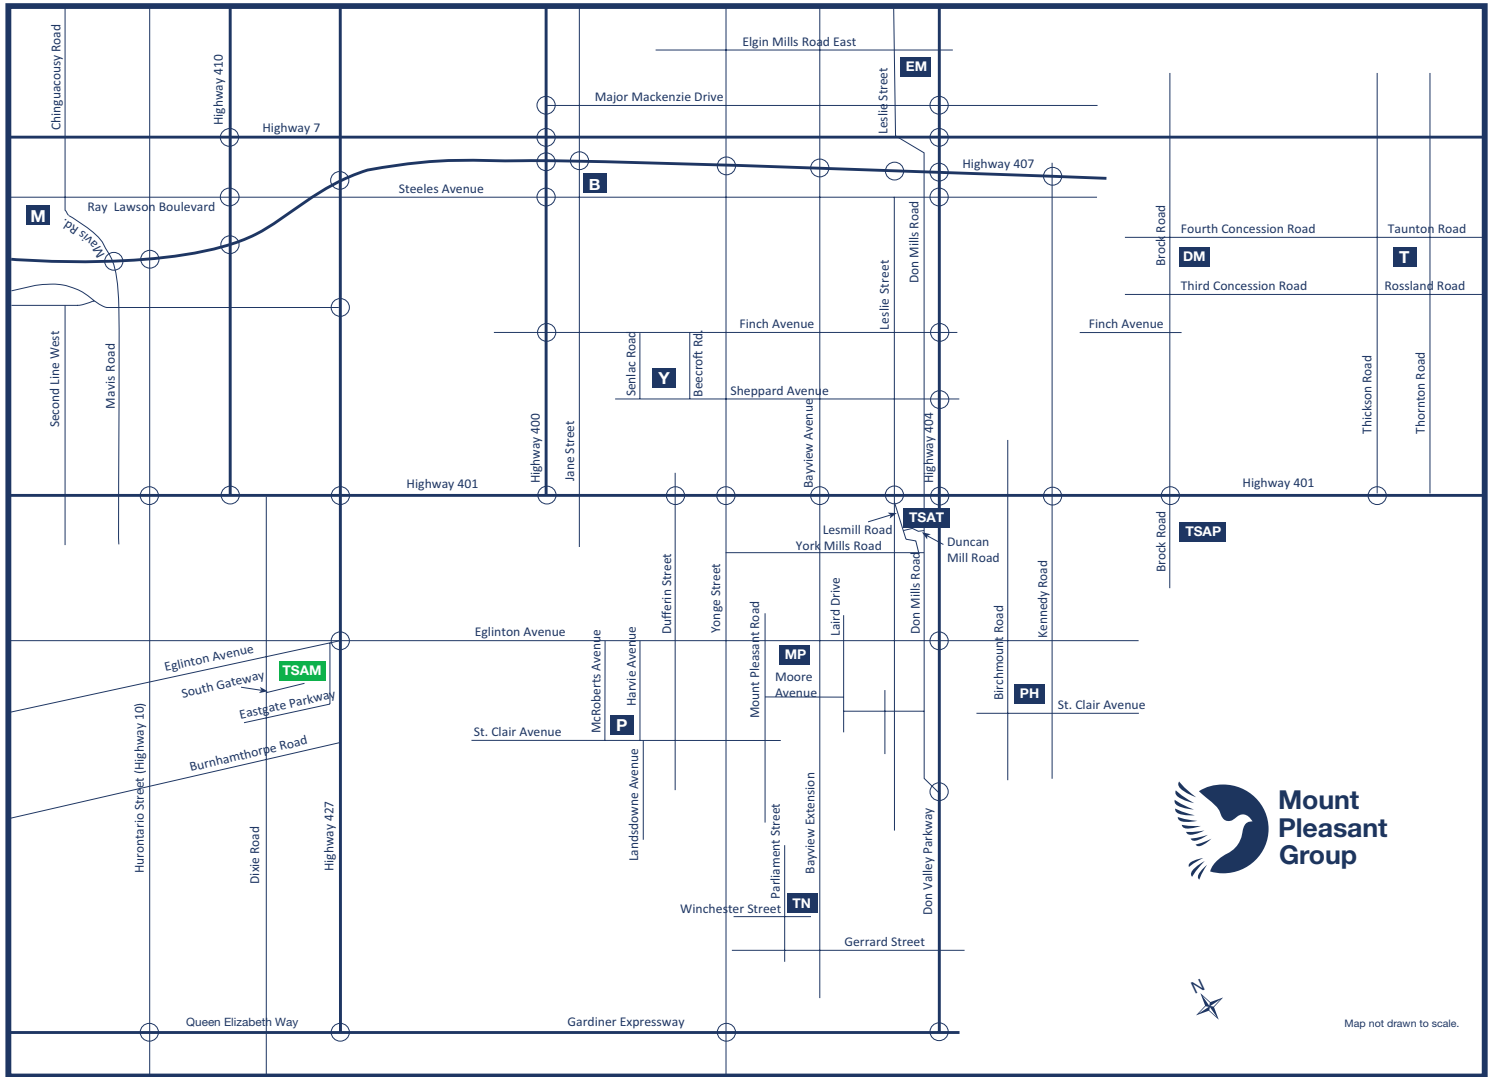 Elgin Mills Road East
EM
Chinguacousy Road
Highway 410
Leslie Street
Major Mackenzie Drive
Highway 7
Highway 407
Steeles Avenue
B
Ray Lawson Boulevard
M
Mavis Rd.
Don Mills Road
Brock Road
Fourth Concession Road
Taunton Road
DM
T
Third Concession Road
Rossland Road
Leslie Street
Finch Avenue
Finch Avenue
Second Line West
Mavis Road
Senlac Road
Y
Beecroft Rd.
Sheppard Avenue
Thickson Road
Thornton Road
Highway 400
Jane Street
Bayview Avenue
Highway 404
Highway 401
Highway 401
TSAT
Lesmill Road
York Mills Road
Duncan
Mill Road
Brock Road
TSAP
Dufferin Street
Yonge Street
Mount Pleasant Road
Laird Drive
Don Mills Road
Birchmount Road
Kennedy Road
Eglinton Avenue
Eglinton Avenue
TSAM
South Gateway
Eastgate Parkway
McRoberts Avenue
Harvie Avenue
MP
Moore
Avenue
PH
St. Clair Avenue
P
St. Clair Avenue
Burnhamthorpe Road
Hurontario Street (Highway 10)
Dixie Road
Highway 427
Landsdowne Avenue
Parliament Street
Bayview Extension
Don Valley Parkway
Mount
Pleasant
Group
TN
Winchester Street
Gerrard Street
N
Queen Elizabeth Way
Gardiner Expressway
Map not drawn to scale.